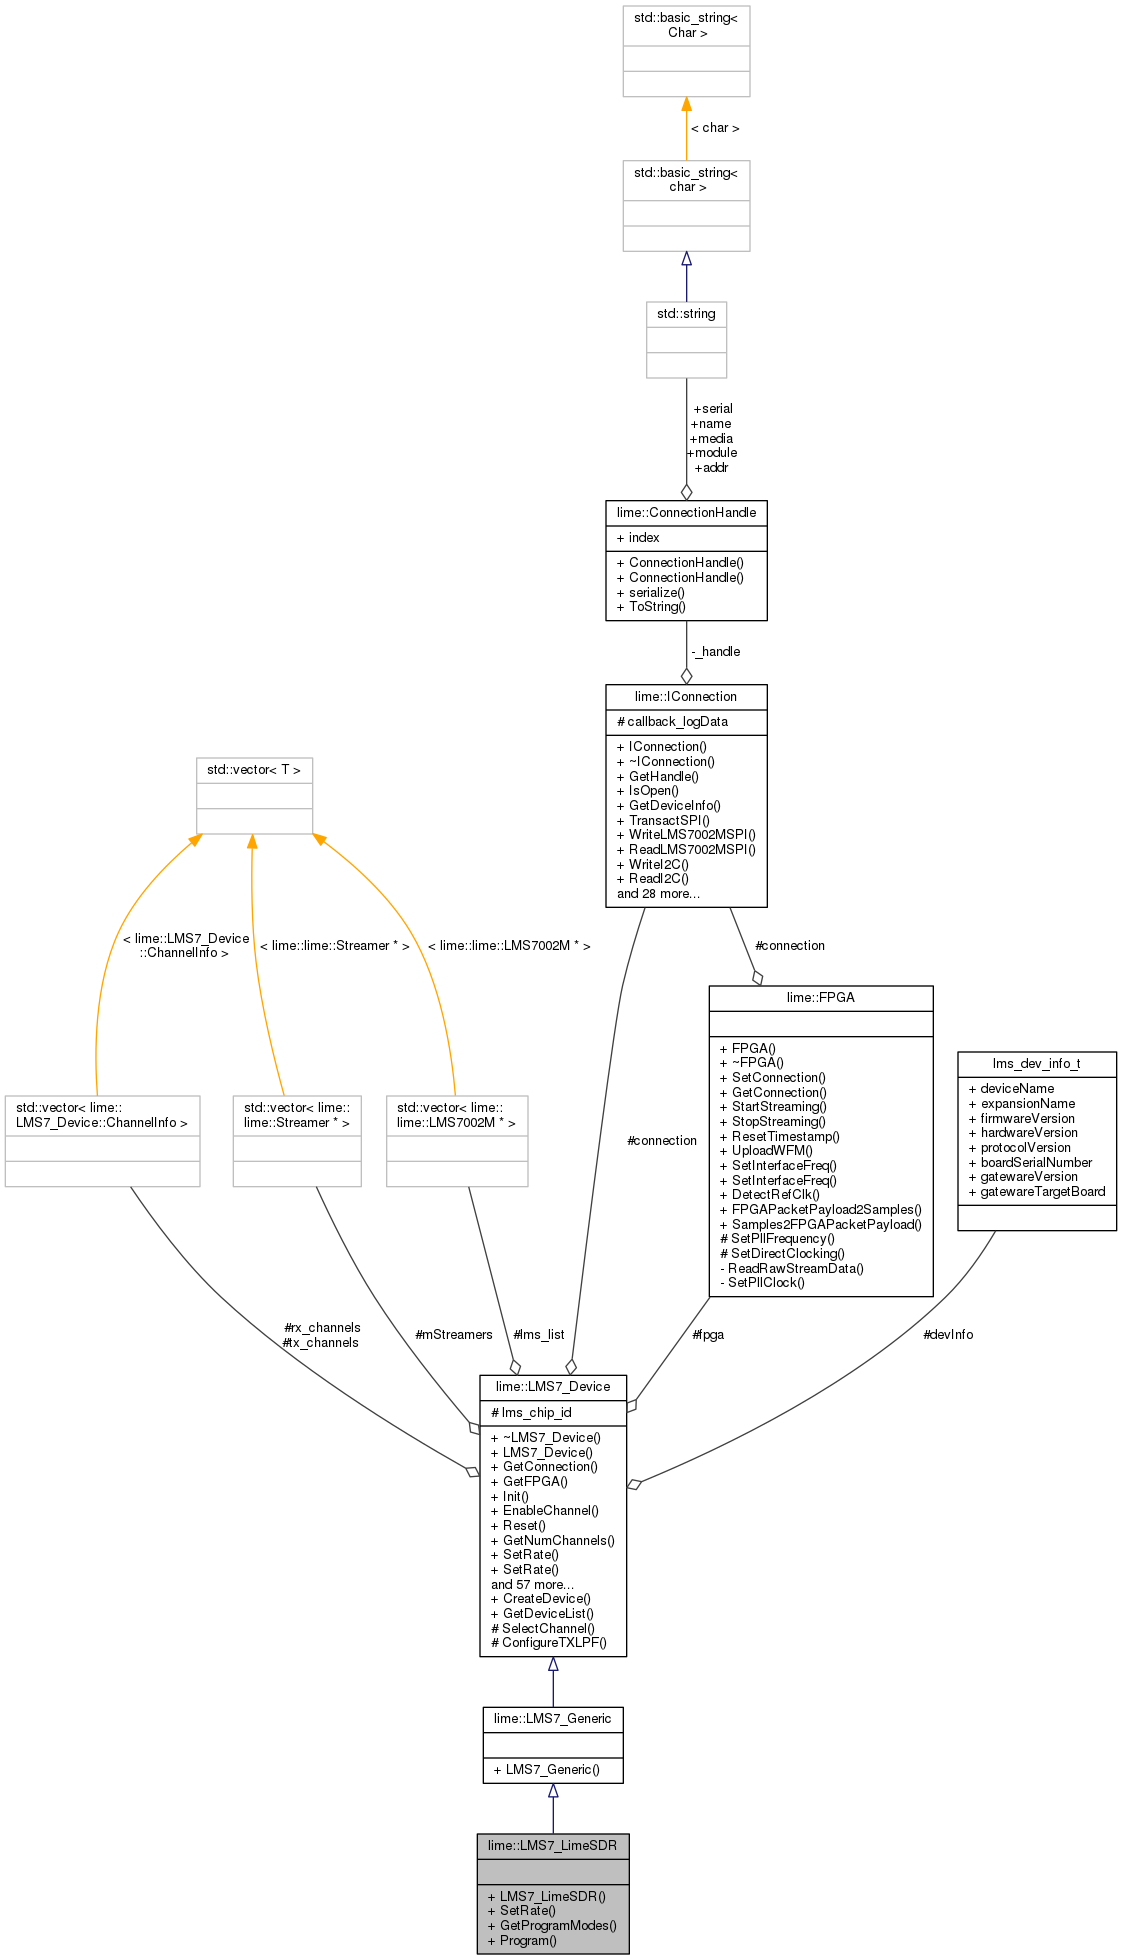 std::basic_string<
Char >
< char >
std::basic_string<
char >
std::string
+serial
+name
+media
+module
+addr
lime::ConnectionHandle
+ index
+ ConnectionHandle()
+ ConnectionHandle()
+ serialize()
+ ToString()
-_handle
lime::IConnection
# callback_logData
+ IConnection()
+ ~IConnection()
+ GetHandle()
+ IsOpen()
+ GetDeviceInfo()
+ TransactSPI()
+ WriteLMS7002MSPI()
+ ReadLMS7002MSPI()
+ WriteI2C()
+ ReadI2C()
and 28 more...
std::vector< T >
< lime::LMS7_Device
::ChannelInfo >
< lime::lime::Streamer * >
< lime::lime::LMS7002M * >
#connection
lime::FPGA
+ FPGA()
+ ~FPGA()
+ SetConnection()
+ GetConnection()
+ StartStreaming()
+ StopStreaming()
+ ResetTimestamp()
+ UploadWFM()
+ SetInterfaceFreq()
+ SetInterfaceFreq()
+ DetectRefClk()
+ FPGAPacketPayload2Samples()
+ Samples2FPGAPacketPayload()
# SetPllFrequency()
# SetDirectClocking()
- ReadRawStreamData()
- SetPllClock()
lms_dev_info_t
+ deviceName
+ expansionName
+ firmwareVersion
+ hardwareVersion
+ protocolVersion
+ boardSerialNumber
+ gatewareVersion
+ gatewareTargetBoard
std::vector< lime::
LMS7_Device::ChannelInfo >
std::vector< lime::
lime::Streamer * >
std::vector< lime::
lime::LMS7002M * >
#connection
#rx_channels
#tx_channels
#mStreamers
#lms_list
#fpga
#devInfo
lime::LMS7_Device
# lms_chip_id
+ ~LMS7_Device()
+ LMS7_Device()
+ GetConnection()
+ GetFPGA()
+ Init()
+ EnableChannel()
+ Reset()
+ GetNumChannels()
+ SetRate()
+ SetRate()
and 57 more...
+ CreateDevice()
+ GetDeviceList()
# SelectChannel()
# ConfigureTXLPF()
lime::LMS7_Generic
+ LMS7_Generic()
lime::LMS7_LimeSDR
+ LMS7_LimeSDR()
+ SetRate()
+ GetProgramModes()
+ Program()